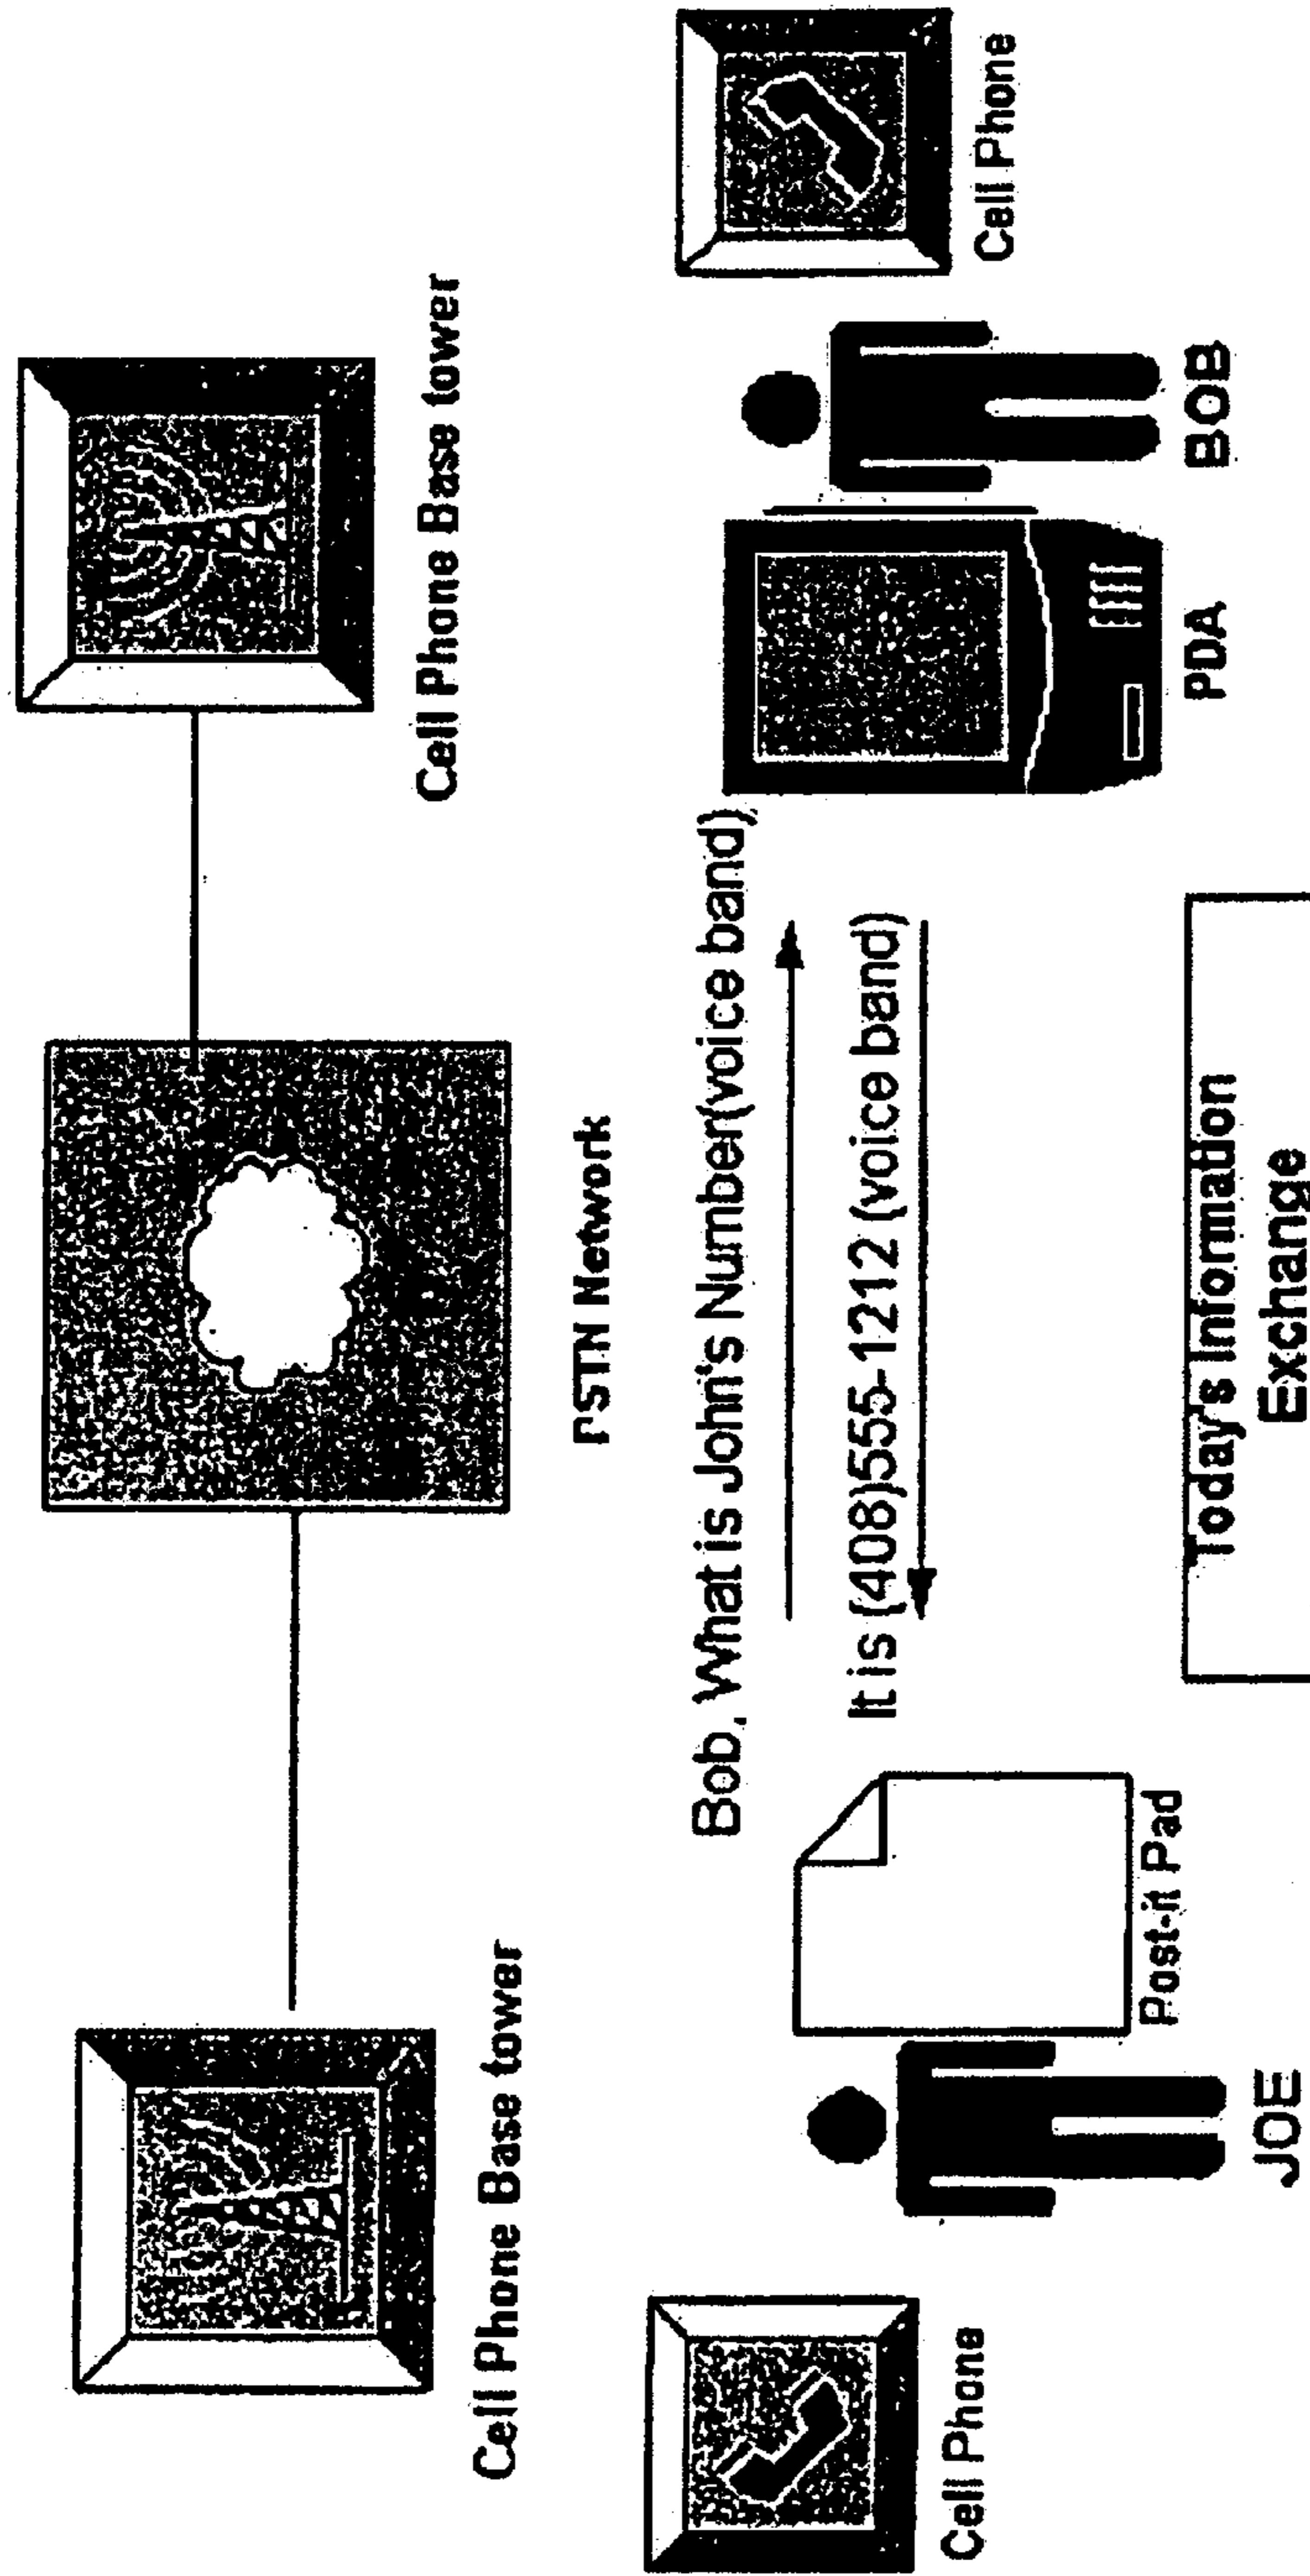 Cell Phone Base tower
PSTN Network
Cell Phone Base tower
Bob, What is John's Number(voice band)
It is (408)555-1212 (voice band)
Cell Phone
JOE
Post-it Pad
PDA
BOB
Cell Phone
Today's Information
Exchange